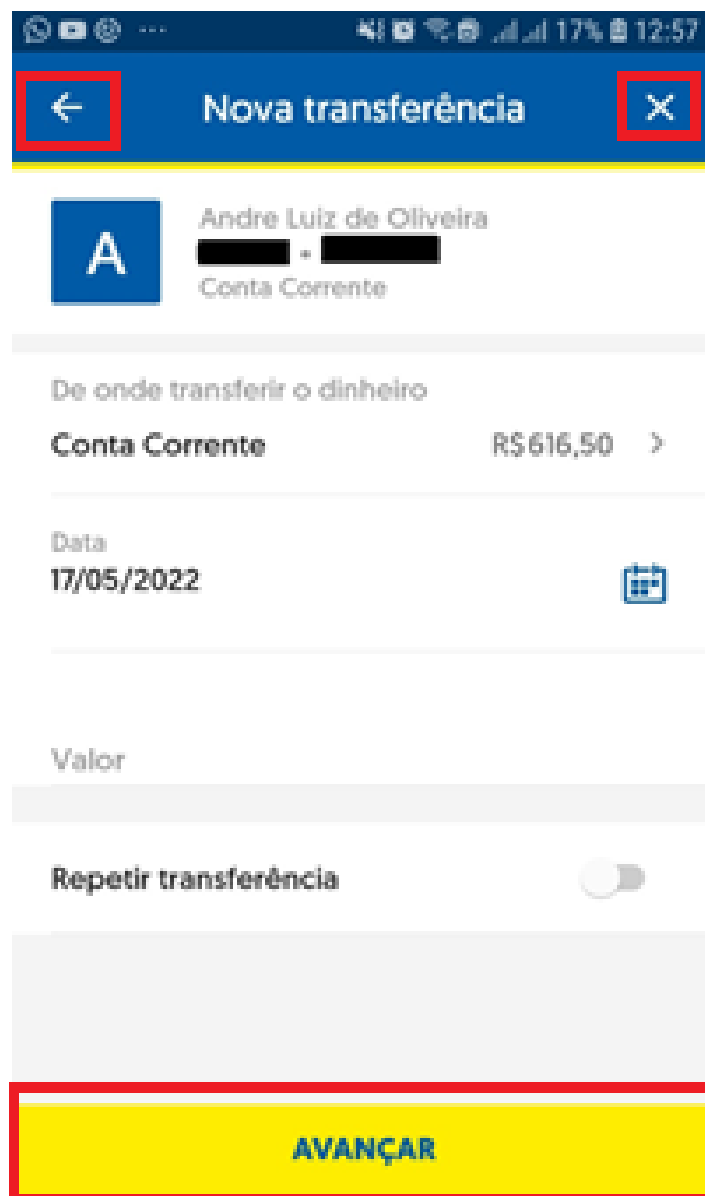 17% 12:57
Nova transferência
A
Andre Luiz de Oliveira
-
Conta Corrente
De onde transferir o dinheiro
Conta Corrente R$616,50
Data
17/05/2022
Valor
Repetir transferência
AVANÇAR